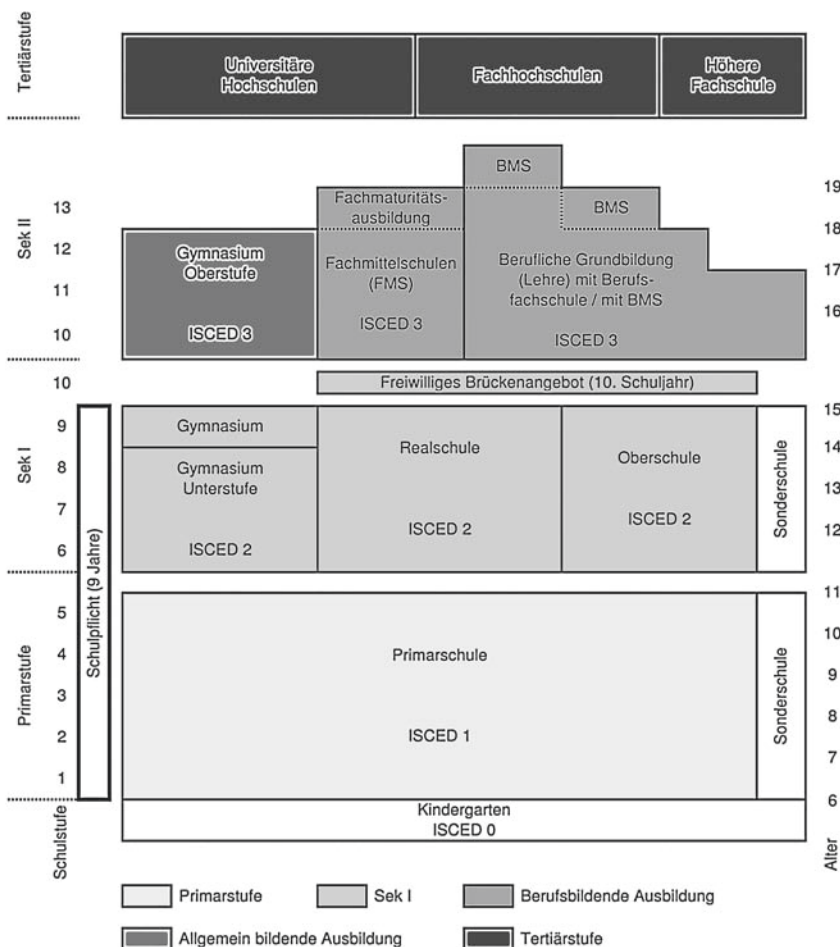 Tertiärstufe
Universitäre
Hochschulen
Fachhochschulen
Höhere
Fachschule
Sek II
13
12
11
10
BMS
Fachmaturitäts-
ausbildung
BMS
Gymnasium
Oberstufe
ISCED 3
Fachmittelschulen
(FMS)
ISCED 3
Berufliche Grundbildung
(Lehre) mit Berufs-
fachschule / mit BMS
ISCED 3
19
18
17
16
10
Freiwilliges Brückenangebot (10. Schuljahr)
Sek I
9
8
7
6
Schulpflicht (9 Jahre)
Gymnasium
Gymnasium
Unterstufe
ISCED 2
Realschule
ISCED 2
Oberschule
ISCED 2
Sonderschule
15
14
13
12
Primarstufe
5
4
3
2
1
Primarschule
ISCED 1
Sonderschule
11
10
9
8
7
6
Schulstufe
Kindergarten
ISCED 0
Alter
Primarstufe
Sek I
Berufsbildende Ausbildung
Allgemein bildende Ausbildung
Tertiärstufe